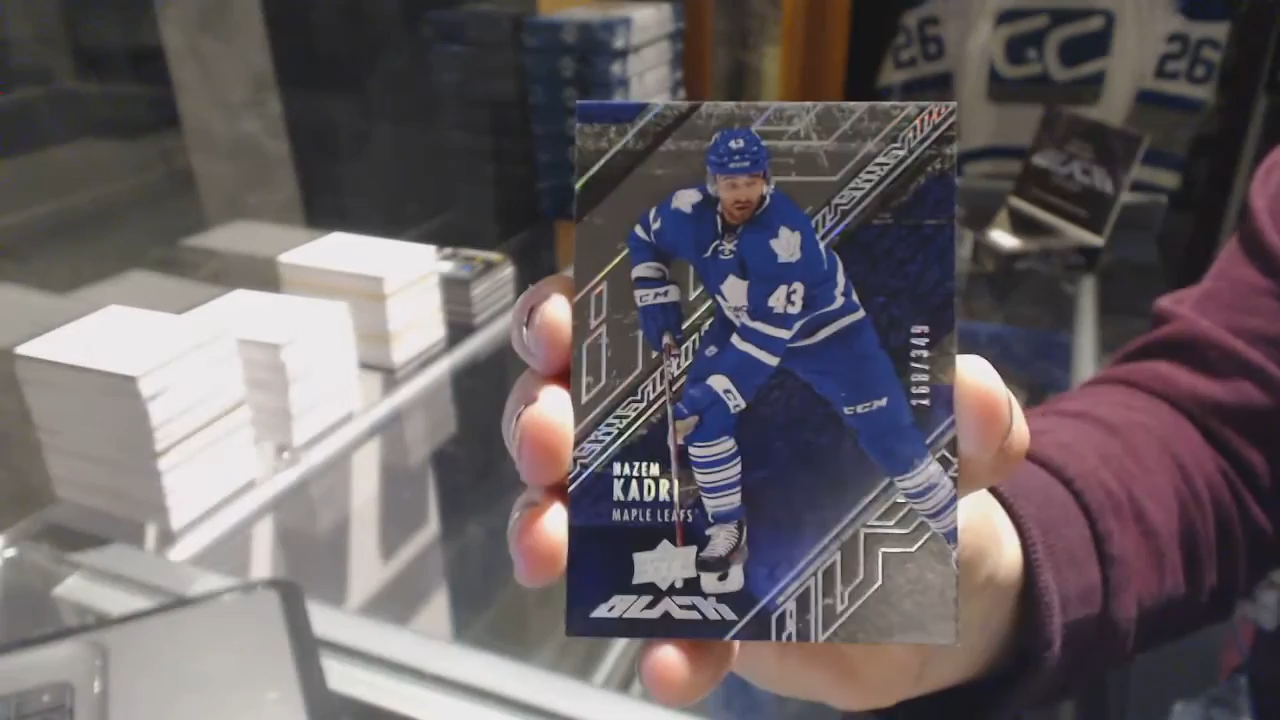 26
26
43
43
CCM
CCM
168/349
NAZEM
KADRI
MAPLE LEAFS
BLACK